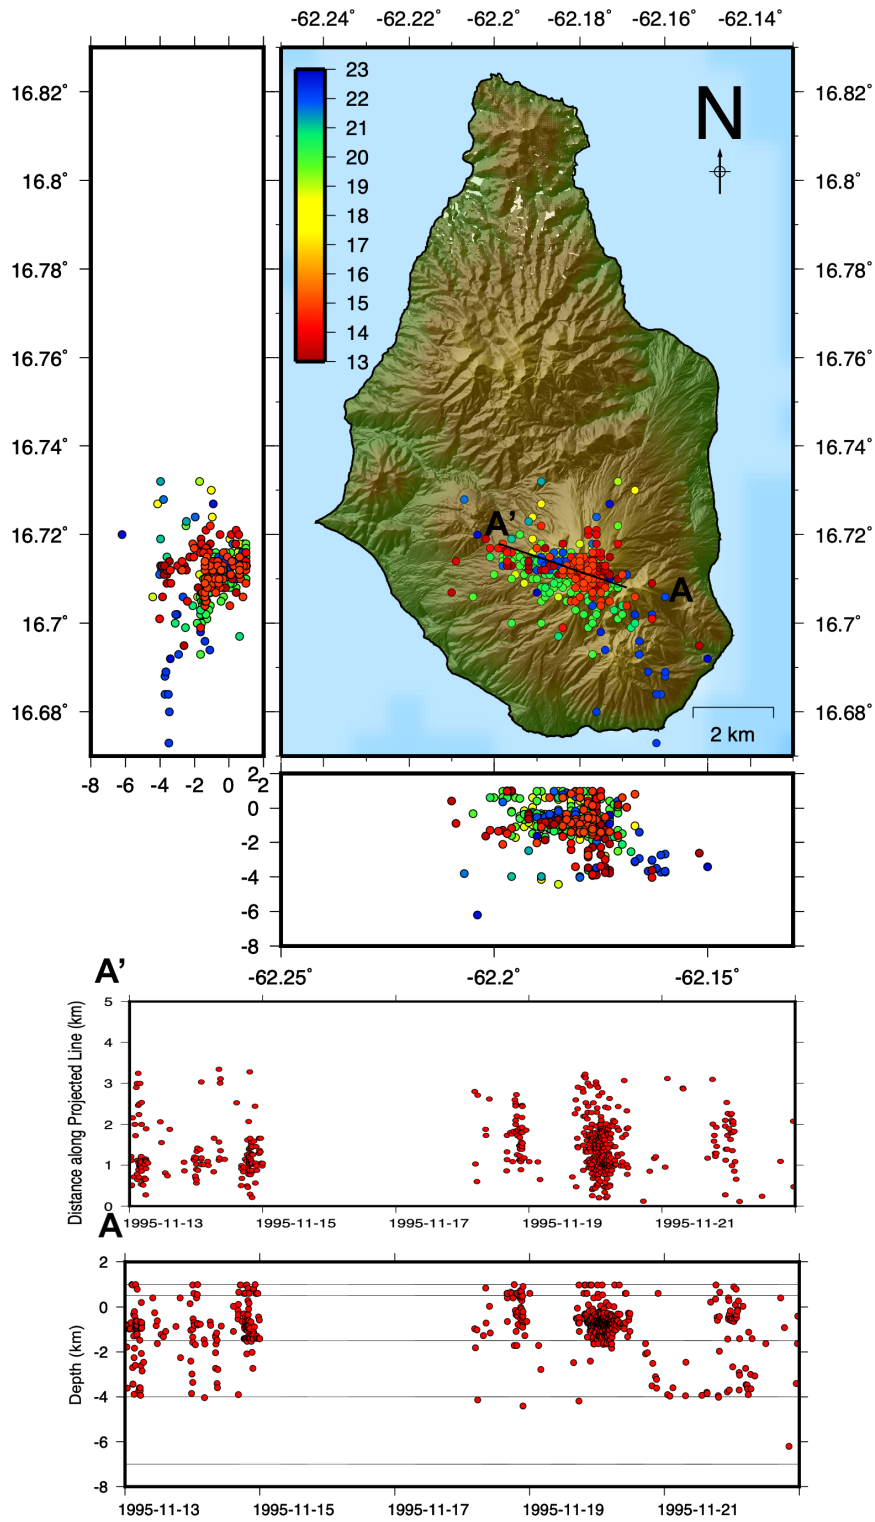 -62.24° -62.22° -62.2° -62.18° -62.16° -62.14°
16.82° 23 N 16.82°
22
21
16.8° 20 16.8°
19
18
16.78° 17 16.78°
16
15
14
16.76° 13 16.76°
16.74° 16.74°
16.72° A' 16.72°
A
16.7° 16.7°
16.68° 2 km 16.68°
-8 -6 -4 -2 0 2
2
0
-2
-4
-6
-8
A' -62.25° -62.2° -62.15°
Distance along Projected Line (km)
5
4
3
2
1
0
A 1995-11-13 1995-11-15 1995-11-17 1995-11-19 1995-11-21
Depth (km)
2
0
-2
-4
-6
-8
1995-11-13 1995-11-15 1995-11-17 1995-11-19 1995-11-21